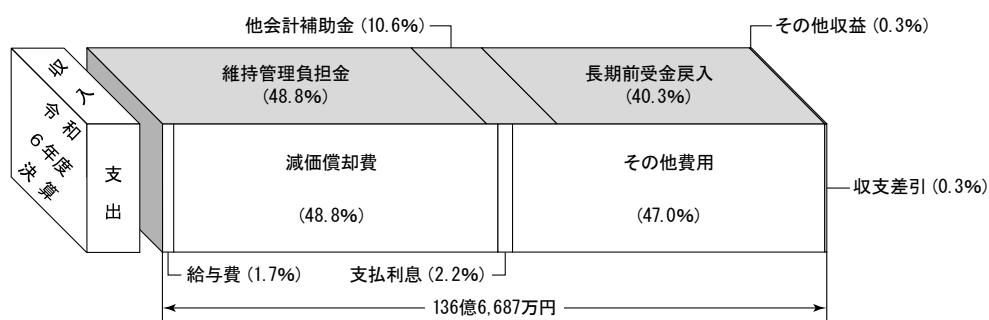 他会計補助金(10.6%)
その他収益(0.3%)
収入
維持管理負担金
(48.8%)
長期前受金戻入
(40.3%)
令和
6年度
決算
支出
減価償却費
(48.8%)
その他費用
(47.0%)
収支差引(0.3%)
給与費(1.7%)
支払利息(2.2%)
136億6,687万円